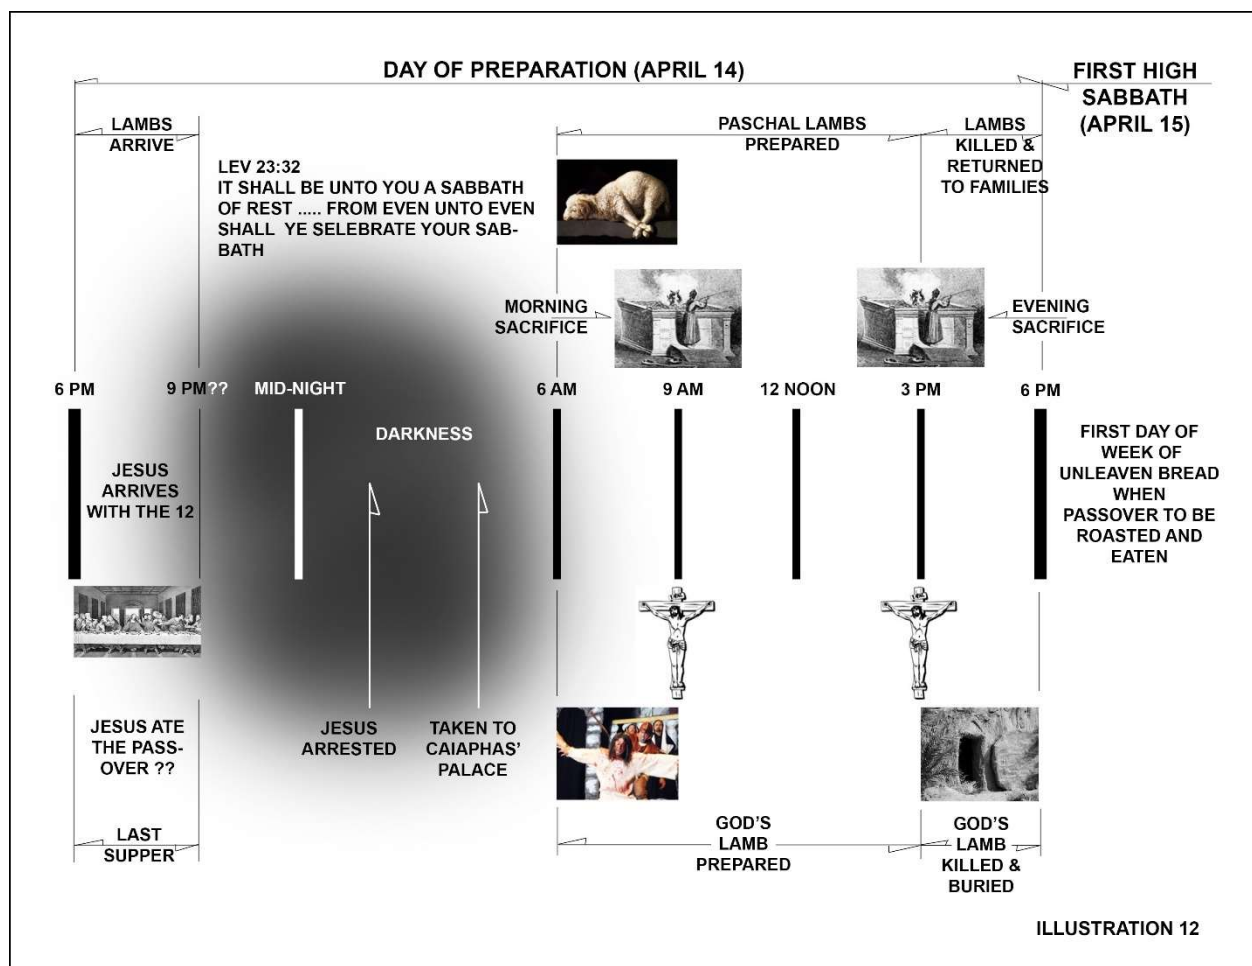 DAY OF PREPARATION (APRIL 14)
FIRST HIGH
SABBATH
(APRIL 15)
LAMBS
ARRIVE
PASCHAL LAMBS
PREPARED
LAMBS
KILLED &
RETURNED
TO FAMILIES
LEV 23:32
IT SHALL BE UNTO YOU A SABBATH
OF REST ..... FROM EVEN UNTO EVEN
SHALL YE SELEBRATE YOUR SAB-
BATH
MORNING
SACRIFICE
EVENING
SACRIFICE
6 PM
9 PM??
MID-NIGHT
6 AM
9 AM
12 NOON
3 PM
6 PM
DARKNESS
JESUS
ARRIVES
WITH THE 12
FIRST DAY OF
WEEK OF
UNLEAVEN BREAD
WHEN
PASSOVER TO BE
ROASTED AND
EATEN
JESUS ATE
THE PASS-
OVER ??
JESUS
ARRESTED
TAKEN TO
CAIAPHAS'
PALACE
LAST
SUPPER
GOD'S
LAMB
PREPARED
GOD'S
LAMB
KILLED &
BURIED
ILLUSTRATION 12